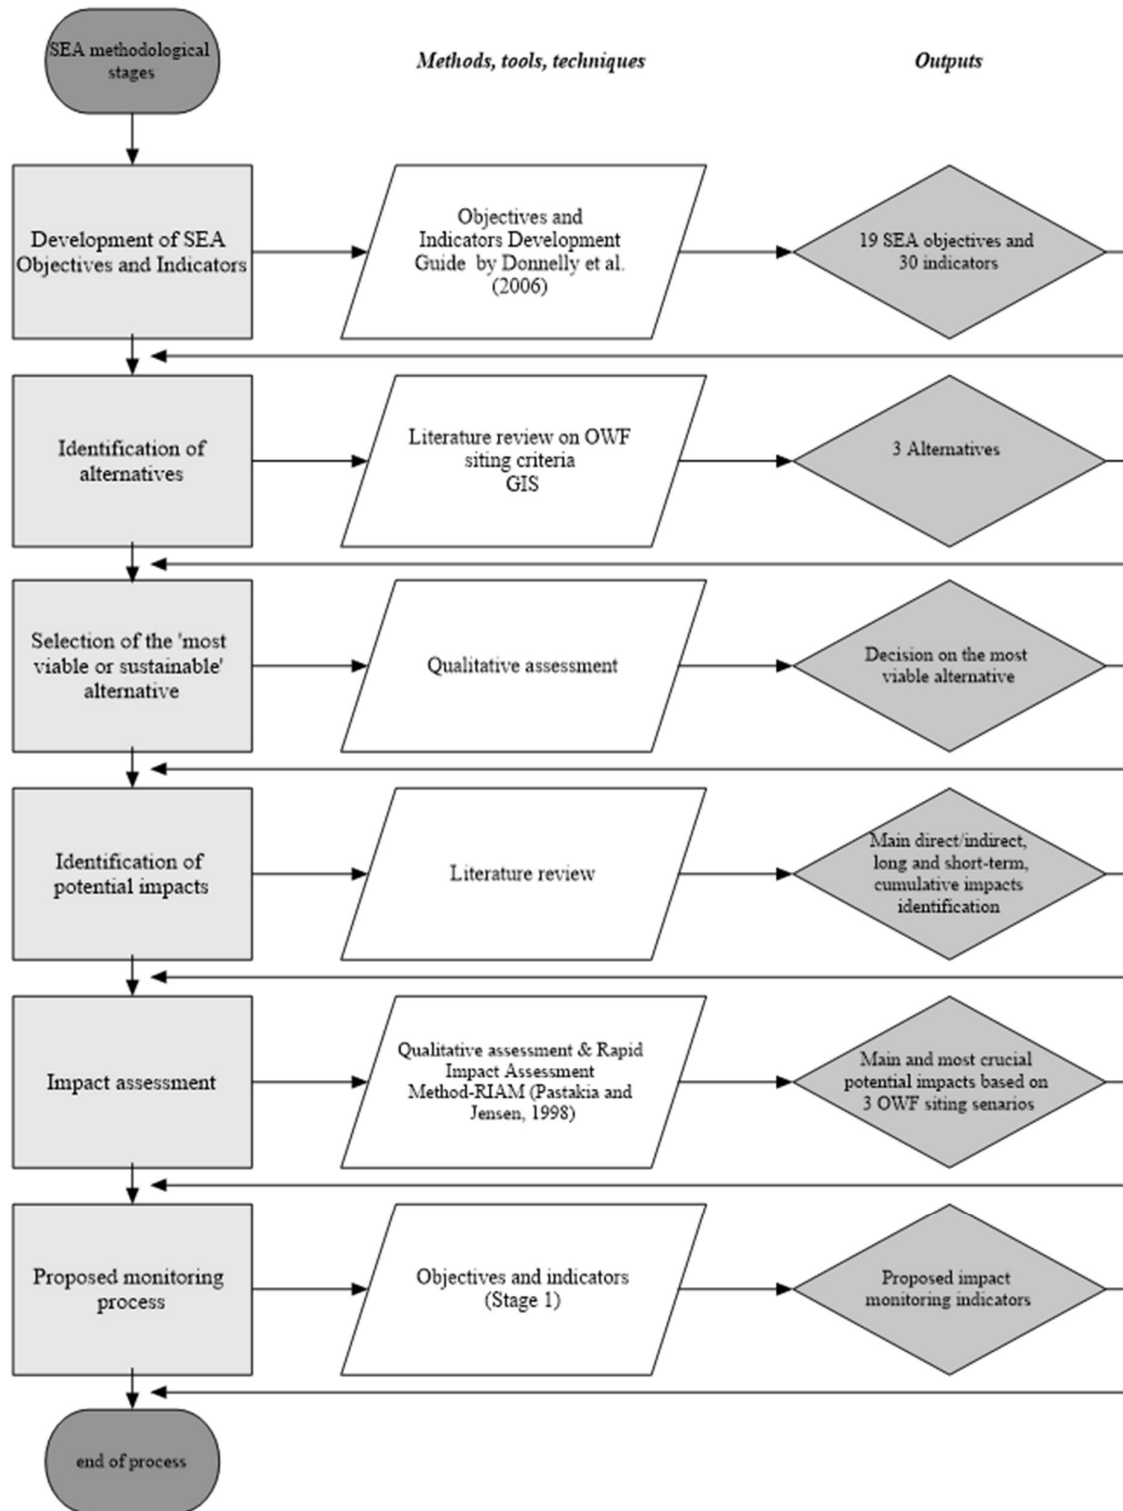 SEA methodological
stages
Methods, tools, techniques
Outputs
Development of SEA
Objectives and Indicators
Objectives and
Indicators Development
Guide by Donnelly et al.
(2006)
19 SEA objectives and
30 indicators
Identification of
alternatives
Literature review on OWF
siting criteria
GIS
3 Alternatives
Selection of the 'most
viable or sustainable'
alternative
Qualitative assessment
Decision on the most
viable alternative
Identification of
potential impacts
Literature review
Main direct/indirect,
long and short-term,
cumulative impacts
identification
Impact assessment
Qualitative assessment & Rapid
Impact Assessment
Method-RIAM (Pastakia and
Jensen, 1998)
Main and most crucial
potential impacts based on
3 OWF siting senarios
Proposed monitoring
process
Objectives and indicators
(Stage 1)
Proposed impact
monitoring indicators
end of process